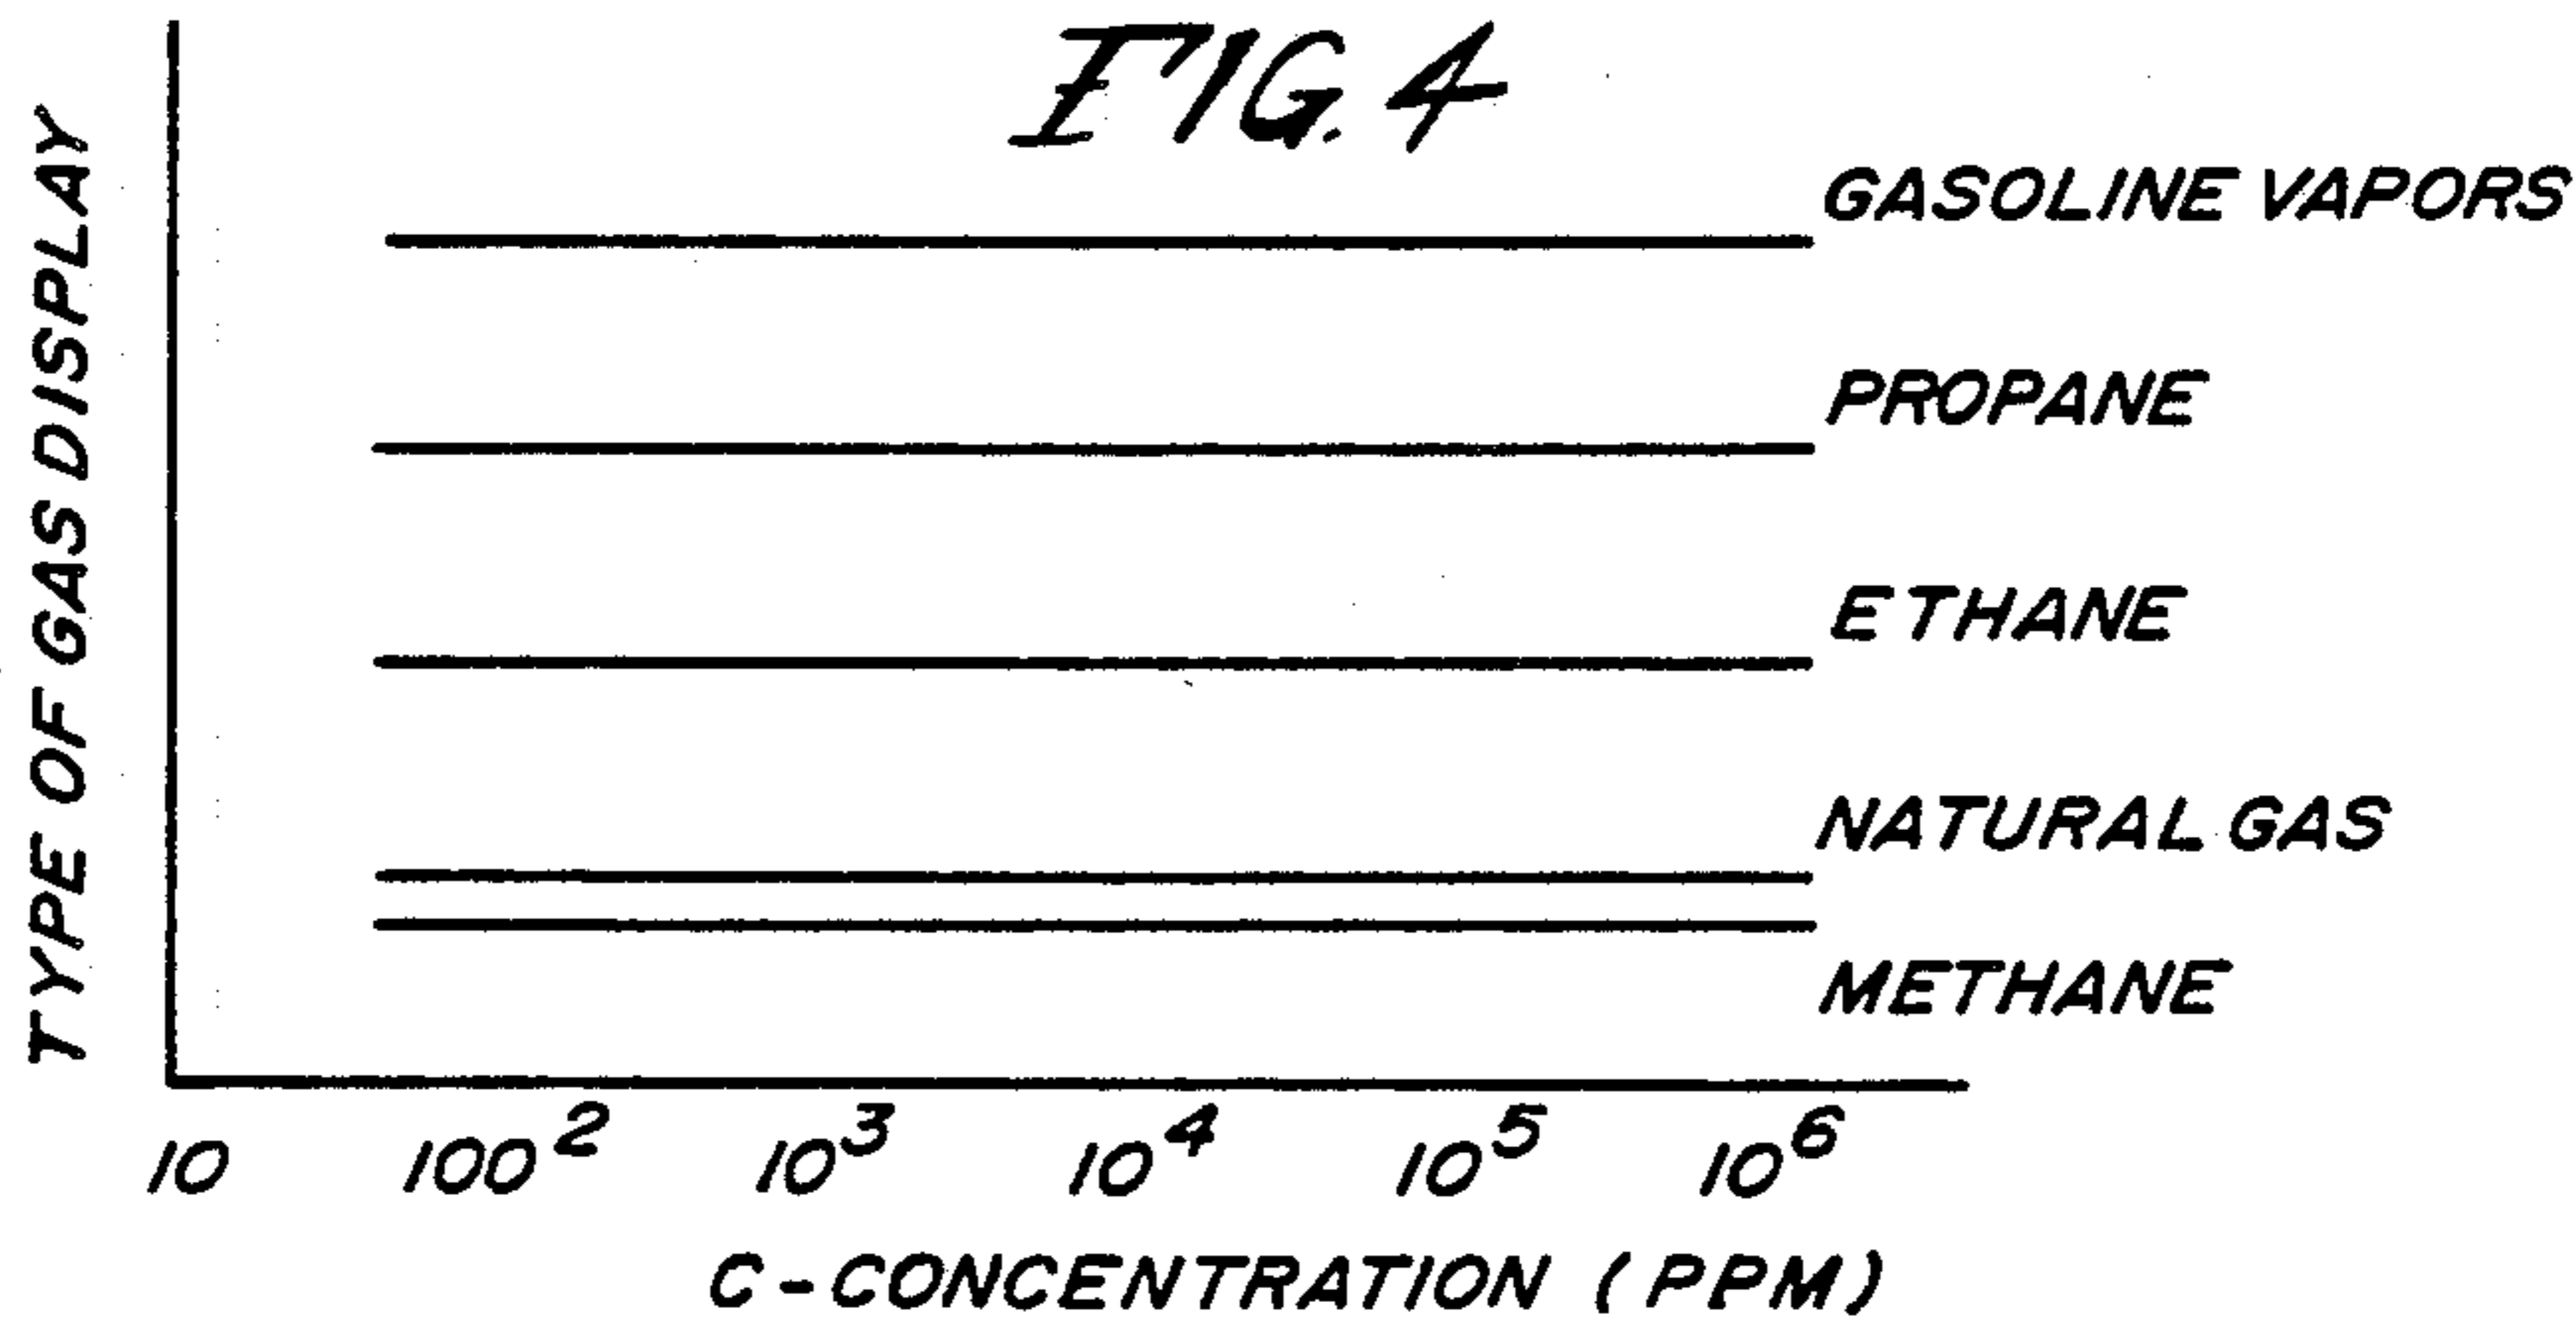 FIG. 4
TYPE OF GAS DISPLAY
GASOLINE VAPORS
PROPANE
ETHANE
NATURAL GAS
METHANE
10 100² 10³ 10⁴ 10⁵ 10⁶
C-CONCENTRATION (PPM)